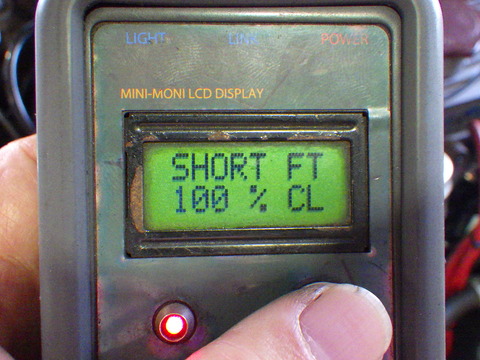 LIGHT LINK POWER
MINI-MONI LCD DISPLAY
SHORT FT
100 % CL